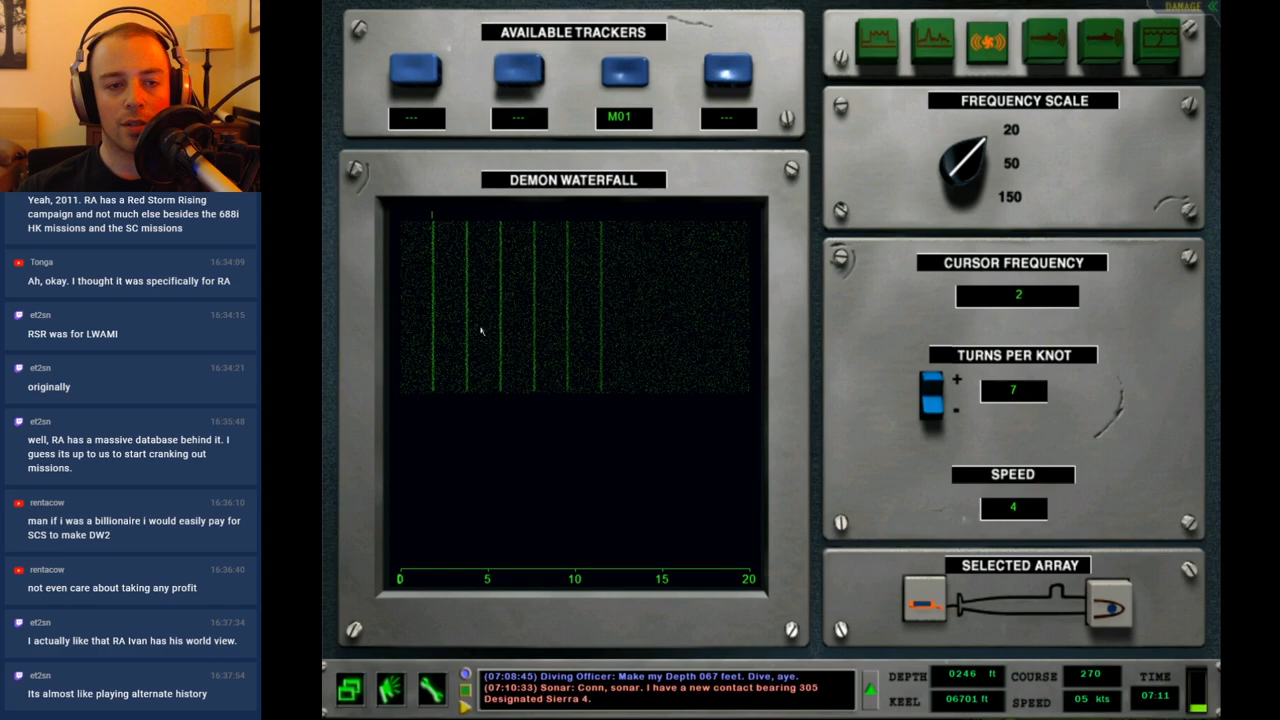 Yeah, 2011. RA has a Red Storm Rising
campaign and not much else besides the 688i
HK missions and the SC missions
Tonga 16:34:09
Ah, okay. I thought it was specifically for RA
et2sn 16:34:15
RSR was for LWAMI
et2sn 16:34:21
originally
et2sn 16:35:48
well, RA has a massive database behind it. I
guess its up to us to start cranking out
missions.
rentacow 16:36:10
man if i was a billionaire i would easily pay for
SCS to make DW2
rentacow 16:36:40
not even care about taking any profit
et2sn 16:37:34
I actually like that RA Ivan has his world view.
et2sn 16:37:54
Its almost like playing alternate history
AVAILABLE TRACKERS
--- --- M01 ---
DEMON WATERFALL
0 5 10 15 20
DAMAGE
FREQUENCY SCALE
20
50
150
CURSOR FREQUENCY
2
TURNS PER KNOT
+
7
-
SPEED
4
SELECTED ARRAY
(07:08:45) Diving Officer: Make my Depth 067 feet. Dive, aye.
(07:10:33) Sonar: Conn, sonar. I have a new contact bearing 305
Designated Sierra 4.
DEPTH 0246 ft COURSE 270 TIME
KEEL 06701 ft SPEED 05 kts 07:11